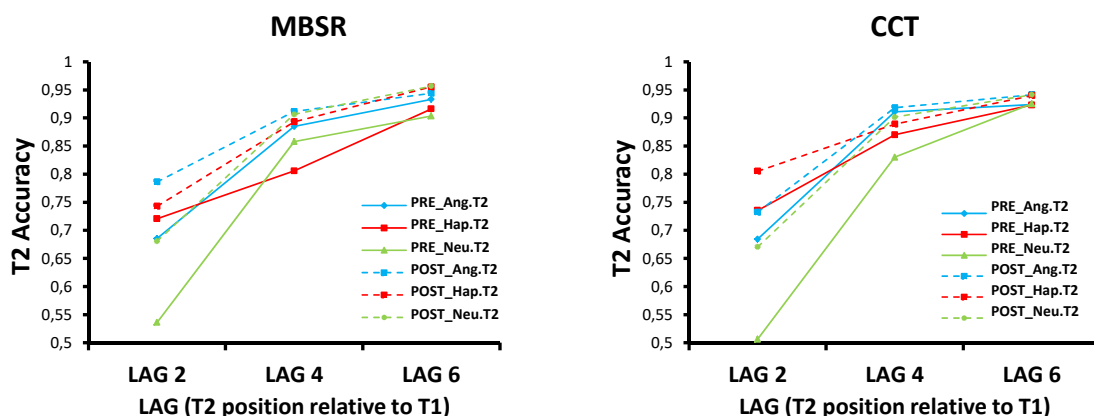 MBSR
1
0,95
0,9
0,85
0,8
0,75
0,7
0,65
0,6
0,55
0,5
T2 Accuracy
PRE_Ang.T2
PRE_Hap.T2
PRE_Neu.T2
POST_Ang.T2
POST_Hap.T2
POST_Neu.T2
LAG 2 LAG 4 LAG 6
LAG (T2 position relative to T1)
CCT
1
0,95
0,9
0,85
0,8
0,75
0,7
0,65
0,6
0,55
0,5
T2 Accuracy
PRE_Ang.T2
PRE_Hap.T2
PRE_Neu.T2
POST_Ang.T2
POST_Hap.T2
POST_Neu.T2
LAG 2 LAG 4 LAG 6
LAG (T2 position relative to T1)